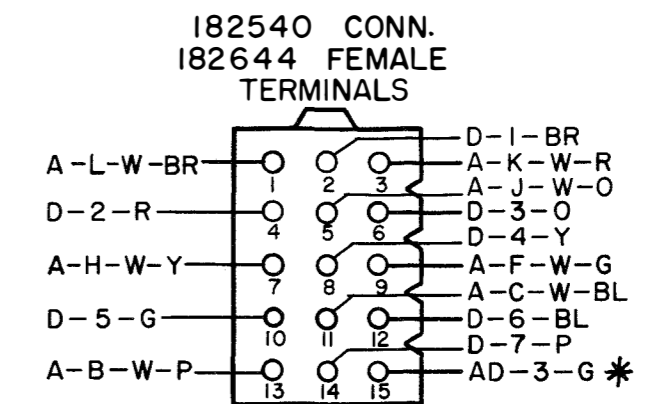 182540 CONN.
182644 FEMALE
TERMINALS
D-1-BR
A-L-W-BR
A-K-W-R
1 2 3
A-J-W-O
D-2-R
D-3-O
4 5 6
D-4-Y
A-H-W-Y
A-F-W-G
7 8 9
A-C-W-BL
D-5-G
D-6-BL
10 11 12
D-7-P
A-B-W-P
AD-3-G *
13 14 15